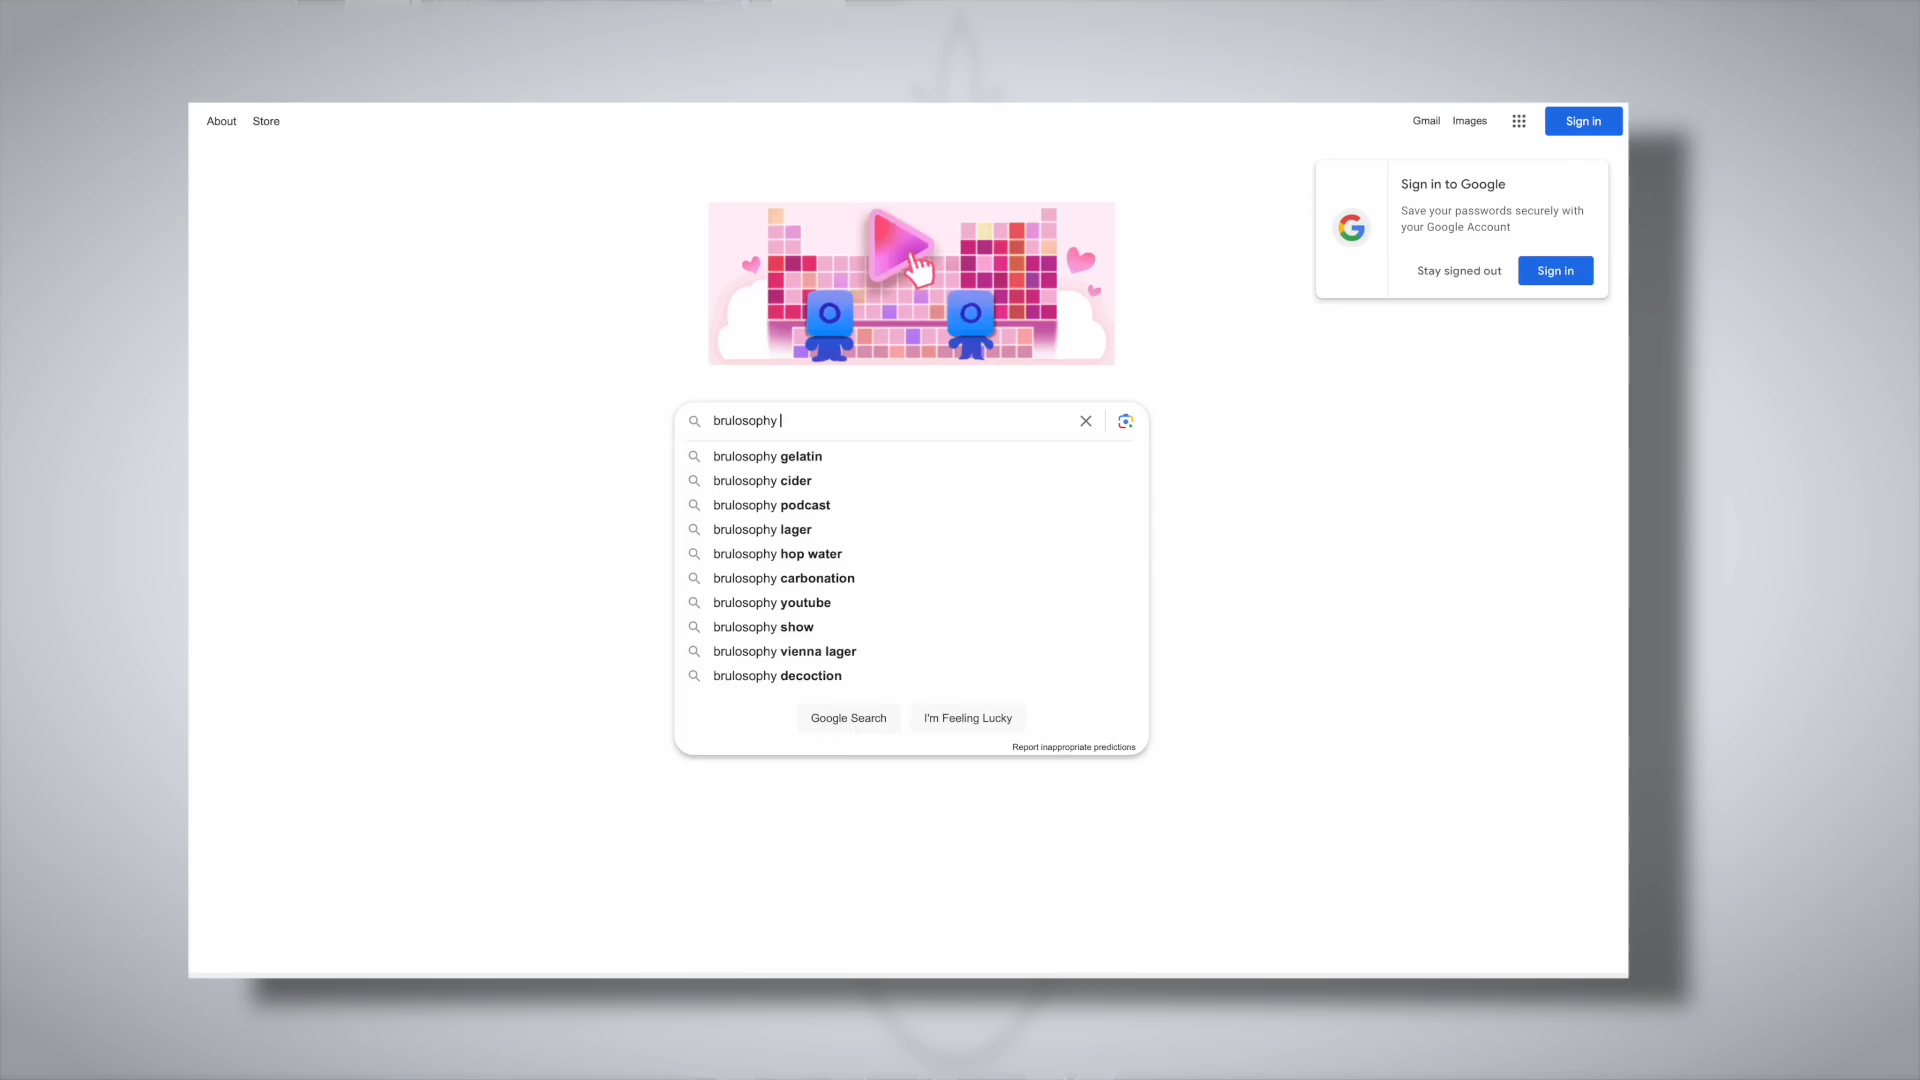 About Store
Gmail Images
Sign in
Sign in to Google
Save your passwords securely with
your Google Account
Stay signed out
Sign in
brulosophy
brulosophy gelatin
brulosophy cider
brulosophy podcast
brulosophy lager
brulosophy hop water
brulosophy carbonation
brulosophy youtube
brulosophy show
brulosophy vienna lager
brulosophy decoction
Google Search
I'm Feeling Lucky
Report inappropriate predictions